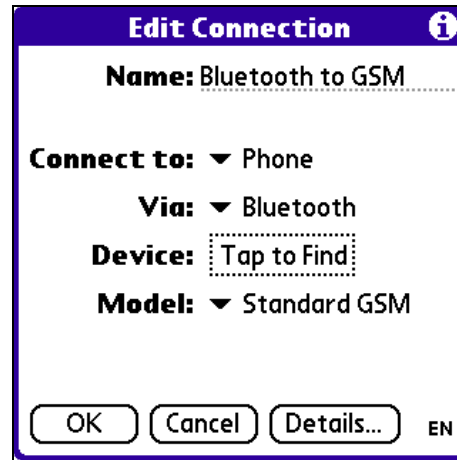 Edit Connection i
Name: Bluetooth to GSM
Connect to: Phone
Via: Bluetooth
Device: Tap to Find
Model: Standard GSM
OK Cancel Details... EN